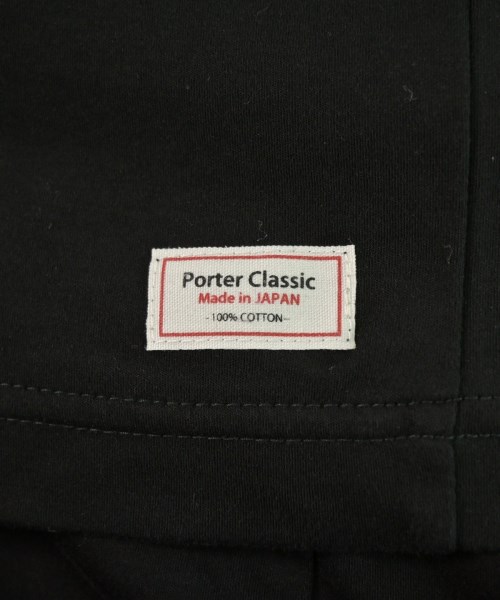 Porter Classic
Made in JAPAN
-100% COTTON-